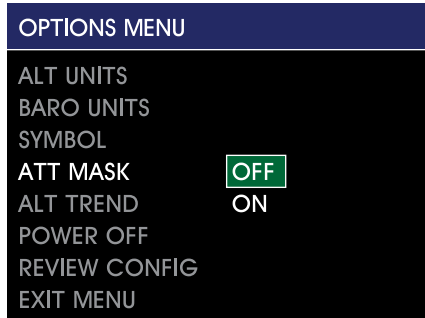 OPTIONS MENU
ALT UNITS
BARO UNITS
SYMBOL
ATT MASK OFF
ALT TREND ON
POWER OFF
REVIEW CONFIG
EXIT MENU